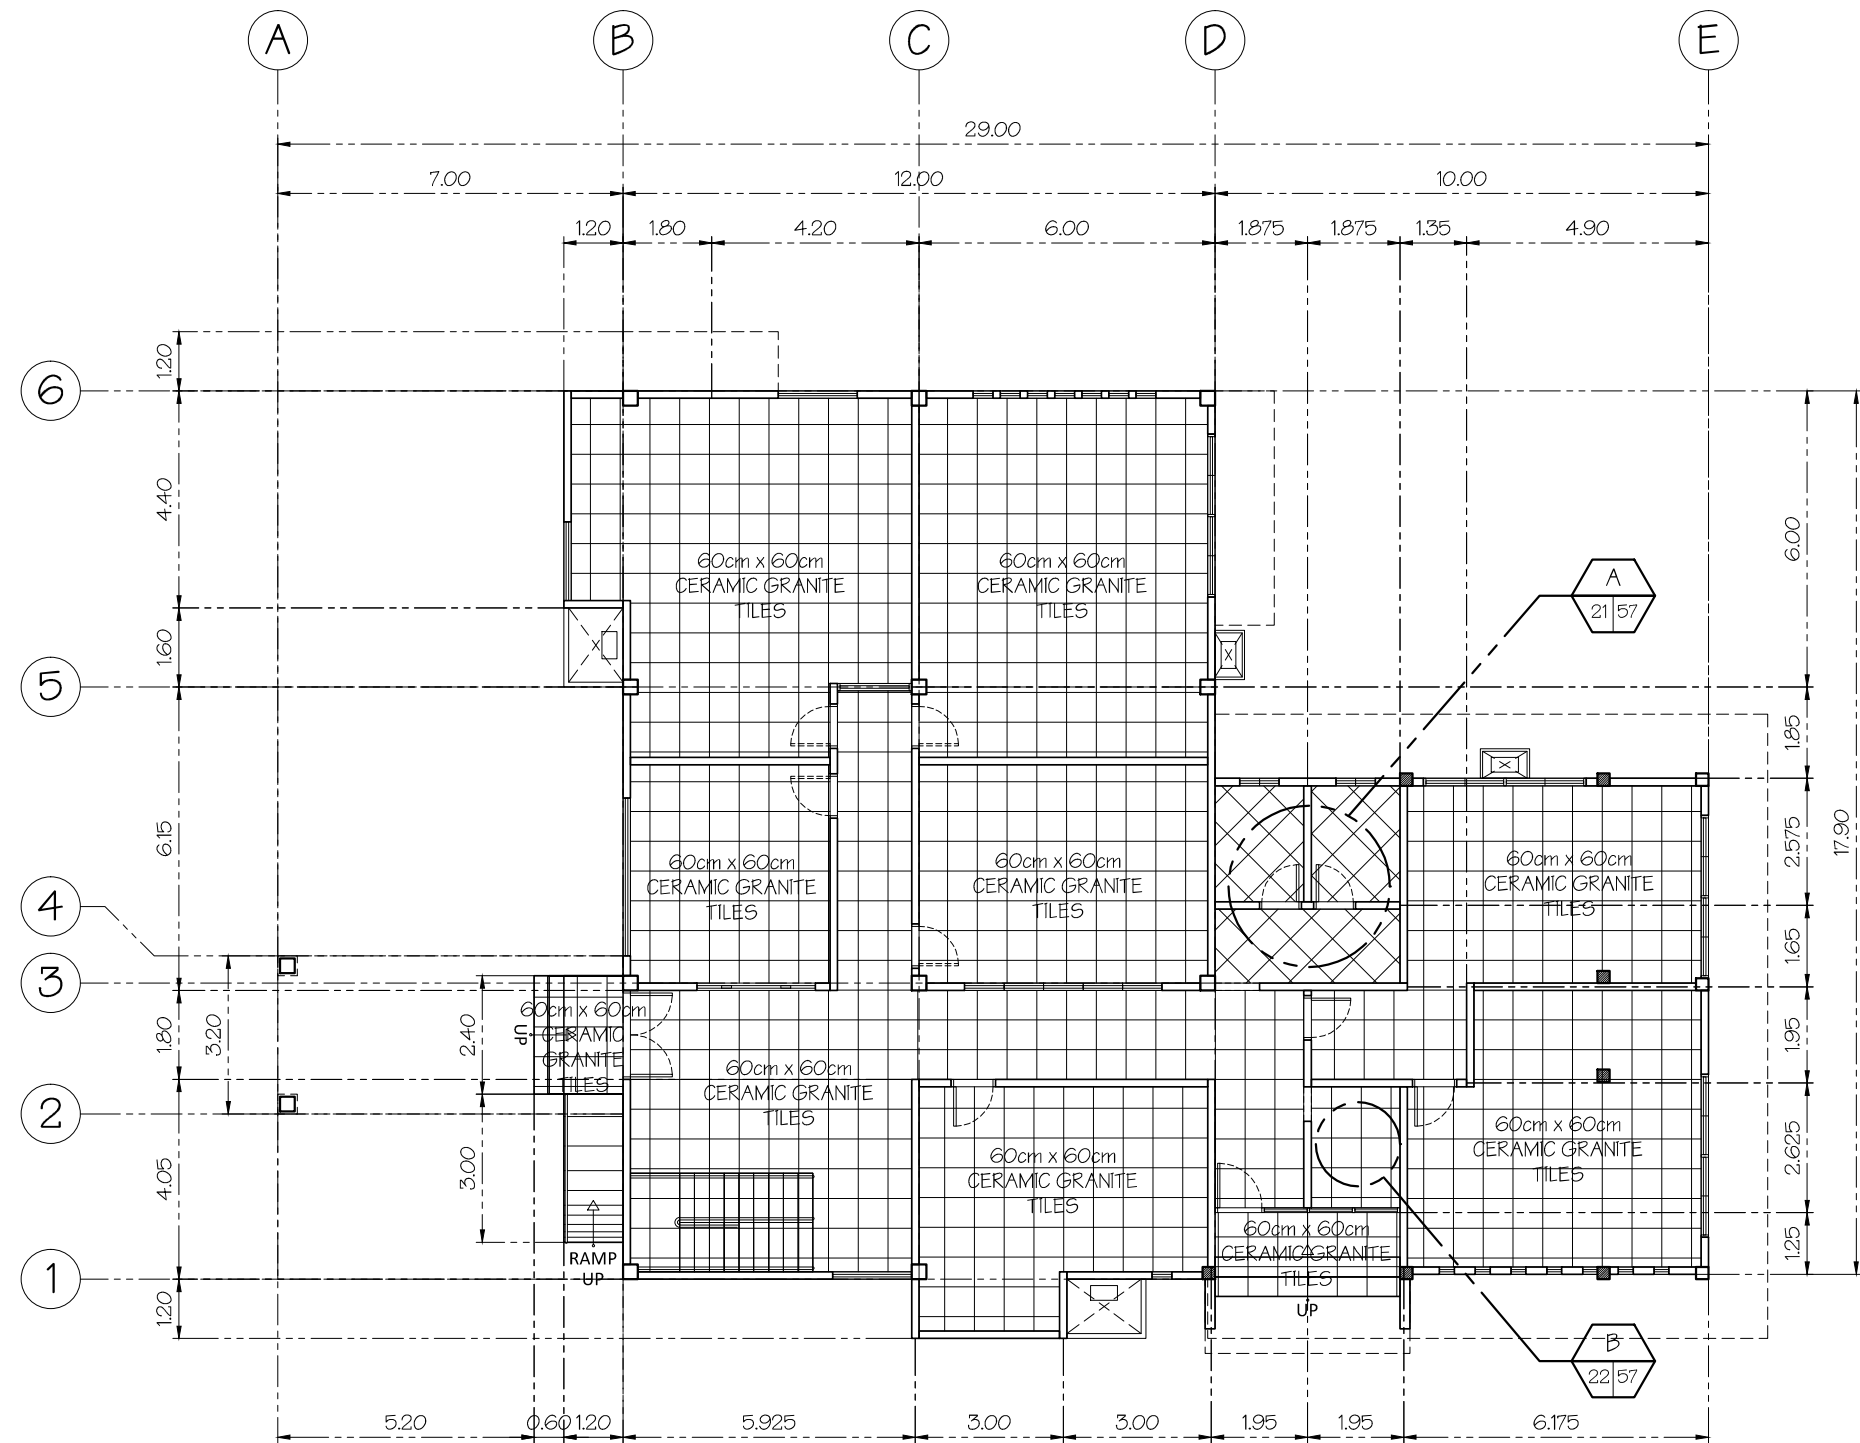 A B C D E
29.00
7.00 12.00 10.00
1.20 1.80 4.20 6.00 1.875 1.875 1.35 4.90
1.20
6
4.40
6.00
60cm x 60cm
CERAMIC GRANITE
TILES
60cm x 60cm
CERAMIC GRANITE
TILES
A
21 57
1.60
5
1.85
6.15
2.575
17.90
60cm x 60cm
CERAMIC GRANITE
TILES
60cm x 60cm
CERAMIC GRANITE
TILES
60cm x 60cm
CERAMIC GRANITE
TILES
4
1.65
3
60cm x 60cm
CERAMIC
GRANITE
TILES
UP
1.80
3.20
2.40
1.95
60cm x 60cm
CERAMIC GRANITE
TILES
2
60cm x 60cm
CERAMIC GRANITE
TILES
60cm x 60cm
CERAMIC GRANITE
TILES
4.05
3.00
2.625
60cm x 60cm
CERAMIC GRANITE
TILES
1.25
RAMP
UP
1
1.20
UP
B
22 57
5.20 0.60 1.20 5.925 3.00 3.00 1.95 1.95 6.175